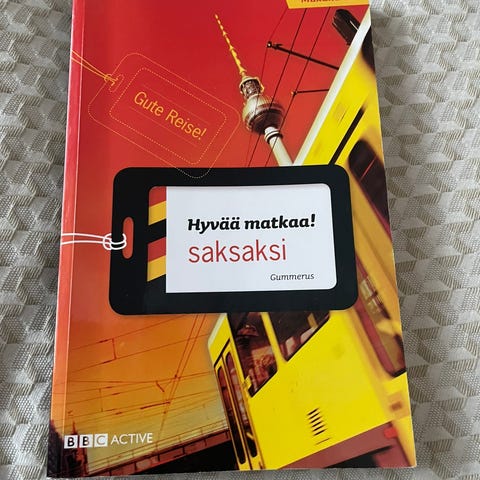 Gute Reise!
Hyvää matkaa!
saksaksi
Gummerus
BBC ACTIVE